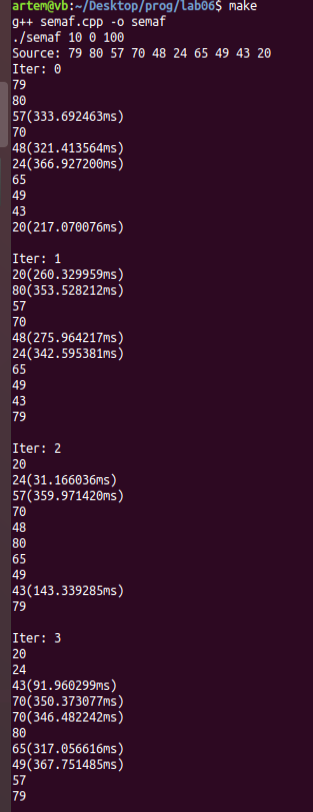 artem@vb:~/Desktop/prog/lab06$ make
g++ semaf.cpp -o semaf
./semaf 10 0 100
Source: 79 80 57 70 48 24 65 49 43 20
Iter: 0
79
80
57(333.692463ms)
70
48(321.413564ms)
24(366.927200ms)
65
49
43
20(217.070076ms)

Iter: 1
20(260.329959ms)
80(353.528212ms)
57
70
48(275.964217ms)
24(342.595381ms)
65
49
43
79

Iter: 2
20
24(31.166036ms)
57(359.971420ms)
70
48
80
65
49
43(143.339285ms)
79

Iter: 3
20
24
43(91.960299ms)
70(350.373077ms)
70(346.482242ms)
80
65(317.056616ms)
49(367.751485ms)
57
79